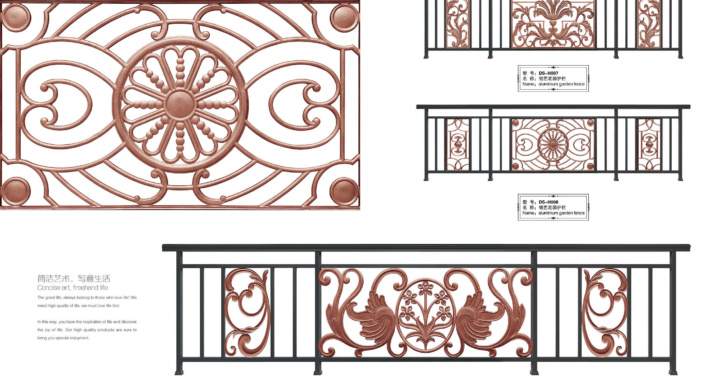 型 号：DS-H007
名 称：铝艺花园护栏
Name：aluminum garden fence
型 号：DS-H008
名 称：铝艺花园护栏
Name：aluminum garden fence
简洁艺术，写意生活
Concise art, freehand life
The good life, always belong to those who love life! We
need high quality of life, we must love life too.
In this way, you have the inspiration of life and discover
the joy of life. Our high quality products are sure to
bring you special enjoyment.